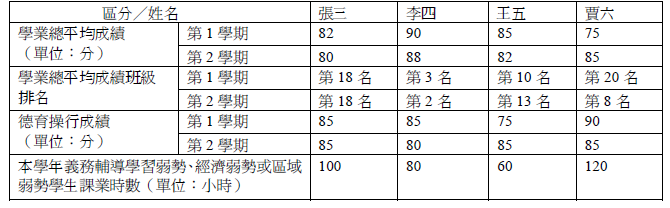 區分／姓名 張三 李四 王五 賈六
學業總平均成績 第 1 學期 82 90 85 75
（單位：分） 第 2 學期 80 88 82 85
學業總平均成績班級 第 1 學期 第 18 名 第 3 名 第 10 名 第 20 名
排名 第 2 學期 第 18 名 第 2 名 第 13 名 第 8 名
德育操行成績 第 1 學期 85 85 75 90
（單位：分） 第 2 學期 85 80 85 85
本學年義務輔導學習弱勢、經濟弱勢或區域 100 80 60 120
弱勢學生課業時數（單位：小時）